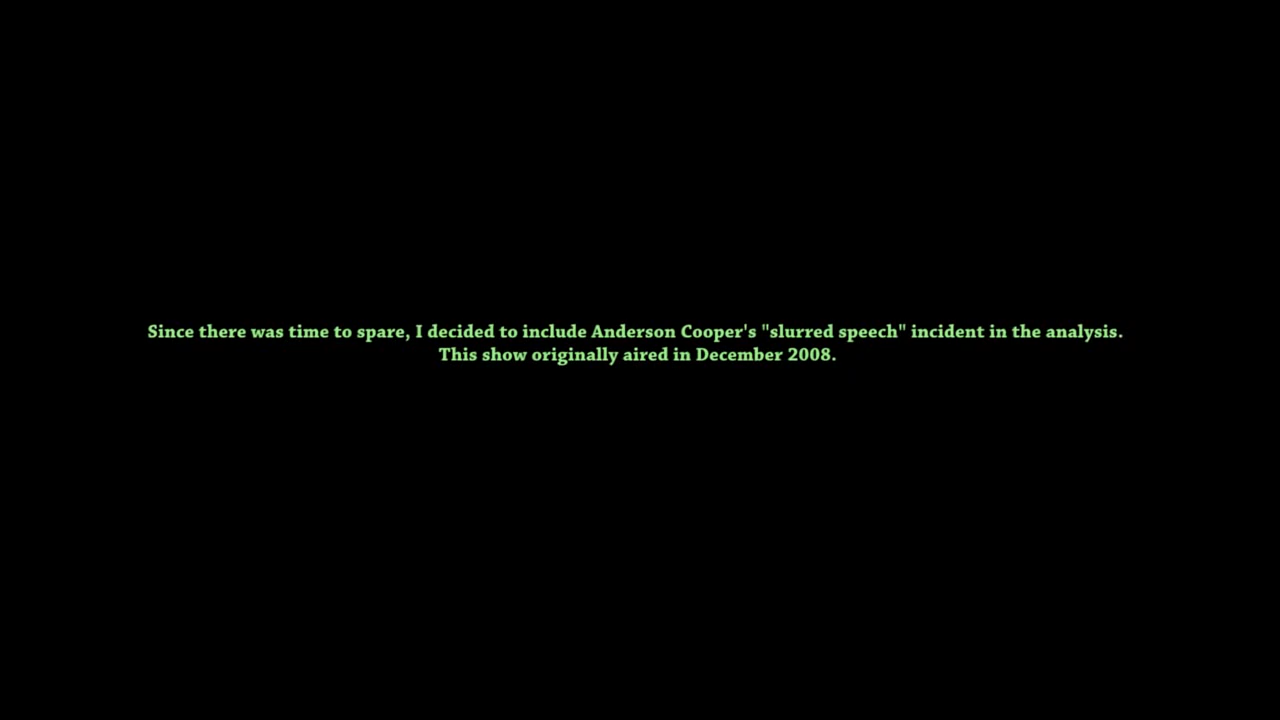 Since there was time to spare, I decided to include Anderson Cooper's "slurred speech" incident in the analysis.
This show originally aired in December 2008.